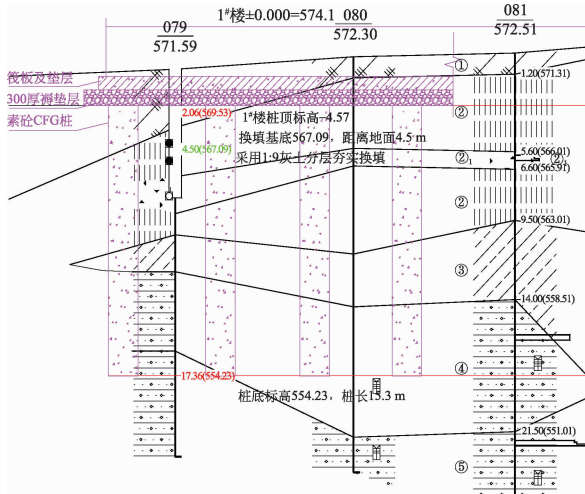 1#楼±0.000=574.1
079
571.59
080
572.30
081
572.51
筏板及垫层
300厚褥垫层
素砼CFG桩
①
1.20(571.31)
2.06(569.53)
1#楼桩顶标高-4.57
②
4.50(567.09)
换填基底567.09，距离地面4.5 m
采用1:9灰土分层夯实换填
②1
5.60(566.01)
②1
6.60(565.91)
②
9.50(563.01)
③
14.00(558.51)
④
17.36(554.23)
桩底标高554.23，桩长15.3 m
21.50(551.01)
⑤